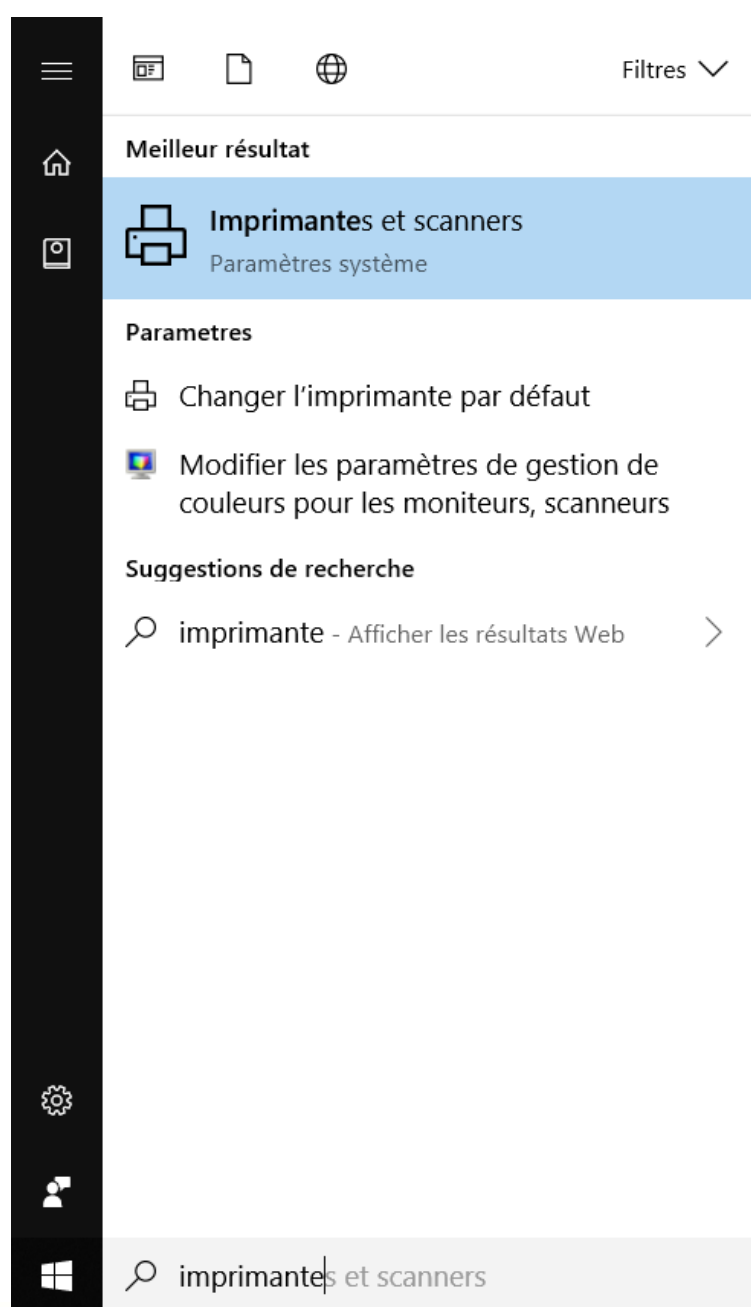 Filtres
Meilleur résultat
Imprimantes et scanners
Paramètres système
Parametres
Changer l'imprimante par défaut
Modifier les paramètres de gestion de
couleurs pour les moniteurs, scanneurs
Suggestions de recherche
imprimante - Afficher les résultats Web
imprimantes et scanners